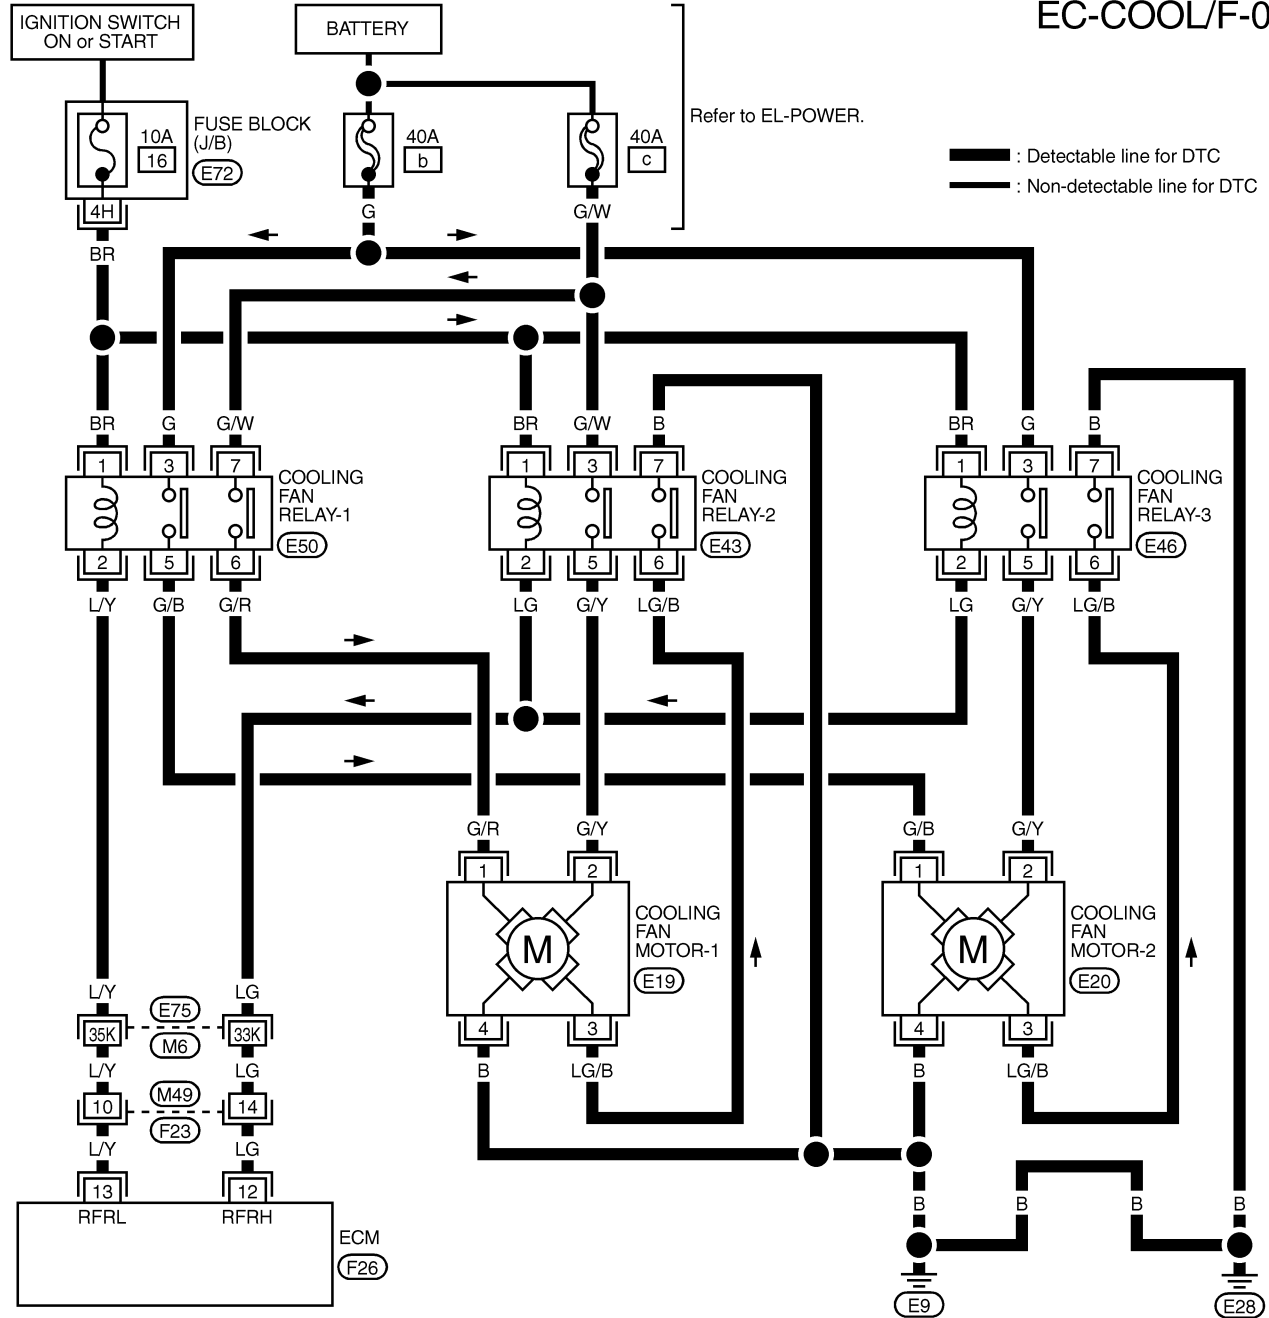 EC-COOL/F-0
IGNITION SWITCH
ON or START
BATTERY
FUSE BLOCK
(J/B)
E72
10A
16
40A
b
40A
c
Refer to EL-POWER.
: Detectable line for DTC
: Non-detectable line for DTC
4H
G
G/W
BR
BR
G
G/W
BR
G/W
B
BR
G
B
1
3
7
1
3
7
1
3
7
COOLING
FAN
RELAY-1
E50
COOLING
FAN
RELAY-2
E43
COOLING
FAN
RELAY-3
E46
2
5
6
2
5
6
2
5
6
L/Y
G/B
G/R
LG
G/Y
LG/B
LG
G/Y
LG/B
G/R
G/Y
G/B
G/Y
1
2
1
2
M
COOLING
FAN
MOTOR-1
E19
M
COOLING
FAN
MOTOR-2
E20
4
3
4
3
B
LG/B
B
LG/B
L/Y
LG
E75
35K
33K
M6
L/Y
LG
M49
10
14
F23
L/Y
LG
13
12
RFRL
RFRH
ECM
F26
B
B
B
B
E9
E28